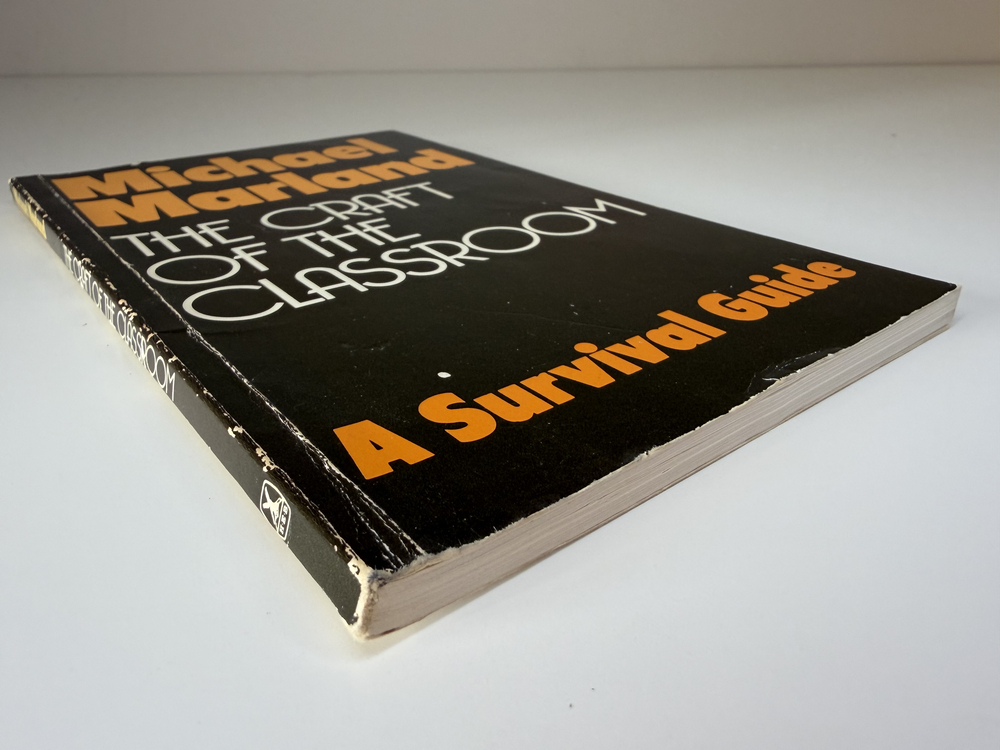 Michael
Marland
THE CRAFT
OF THE
CLASSROOM
A Survival Guide
THE CRAFT OF THE CLASSROOM